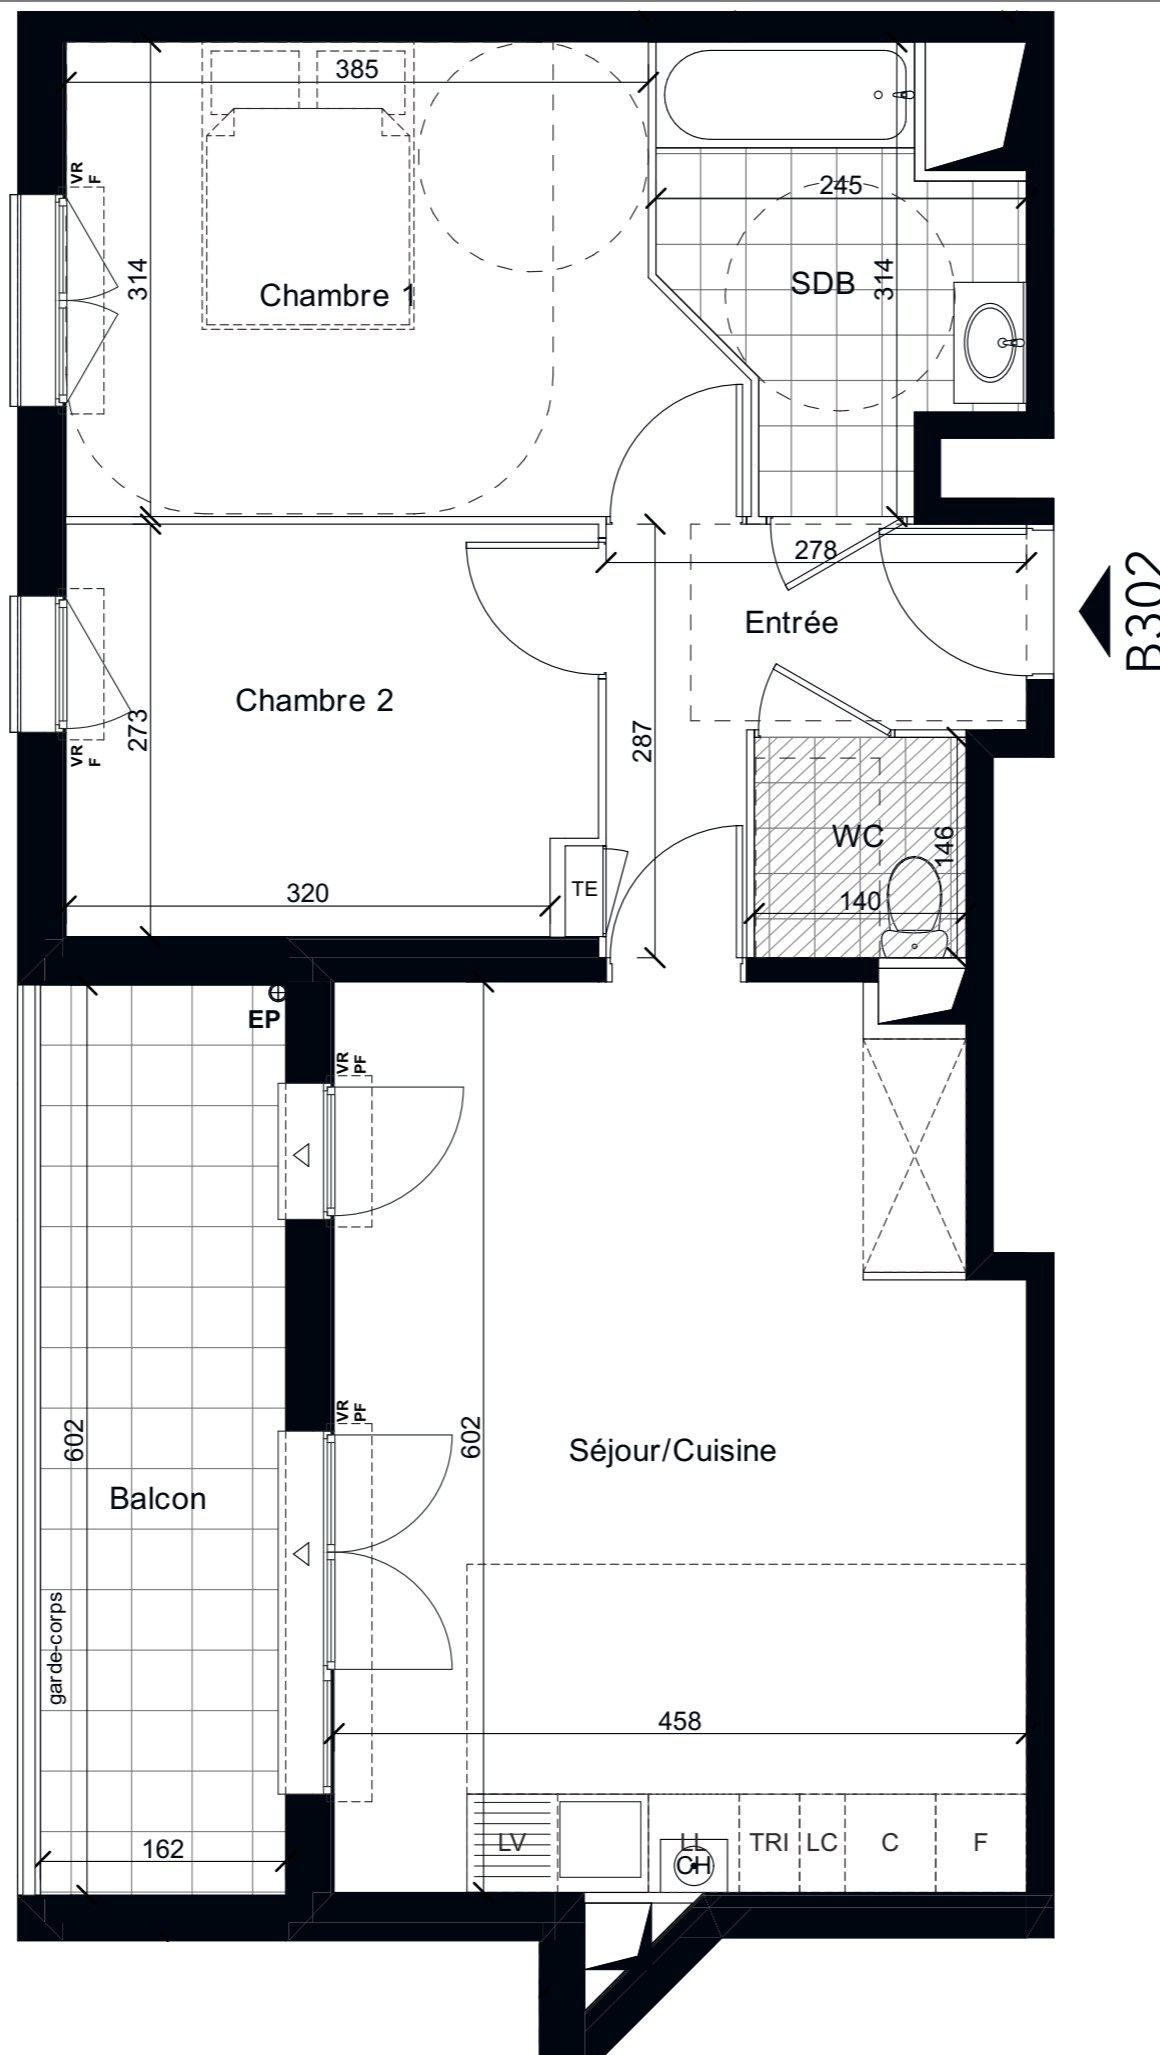 385
VR
F
245
314
Chambre 1
SDB
314
278
B302
Entrée
Chambre 2
273
287
VR
F
WC
146
320
TE
140
EP
VR
PF
VR
PF
602
602
Séjour/Cuisine
Balcon
garde-corps
458
162
LV
LL
CH
TRI
LC
C
F